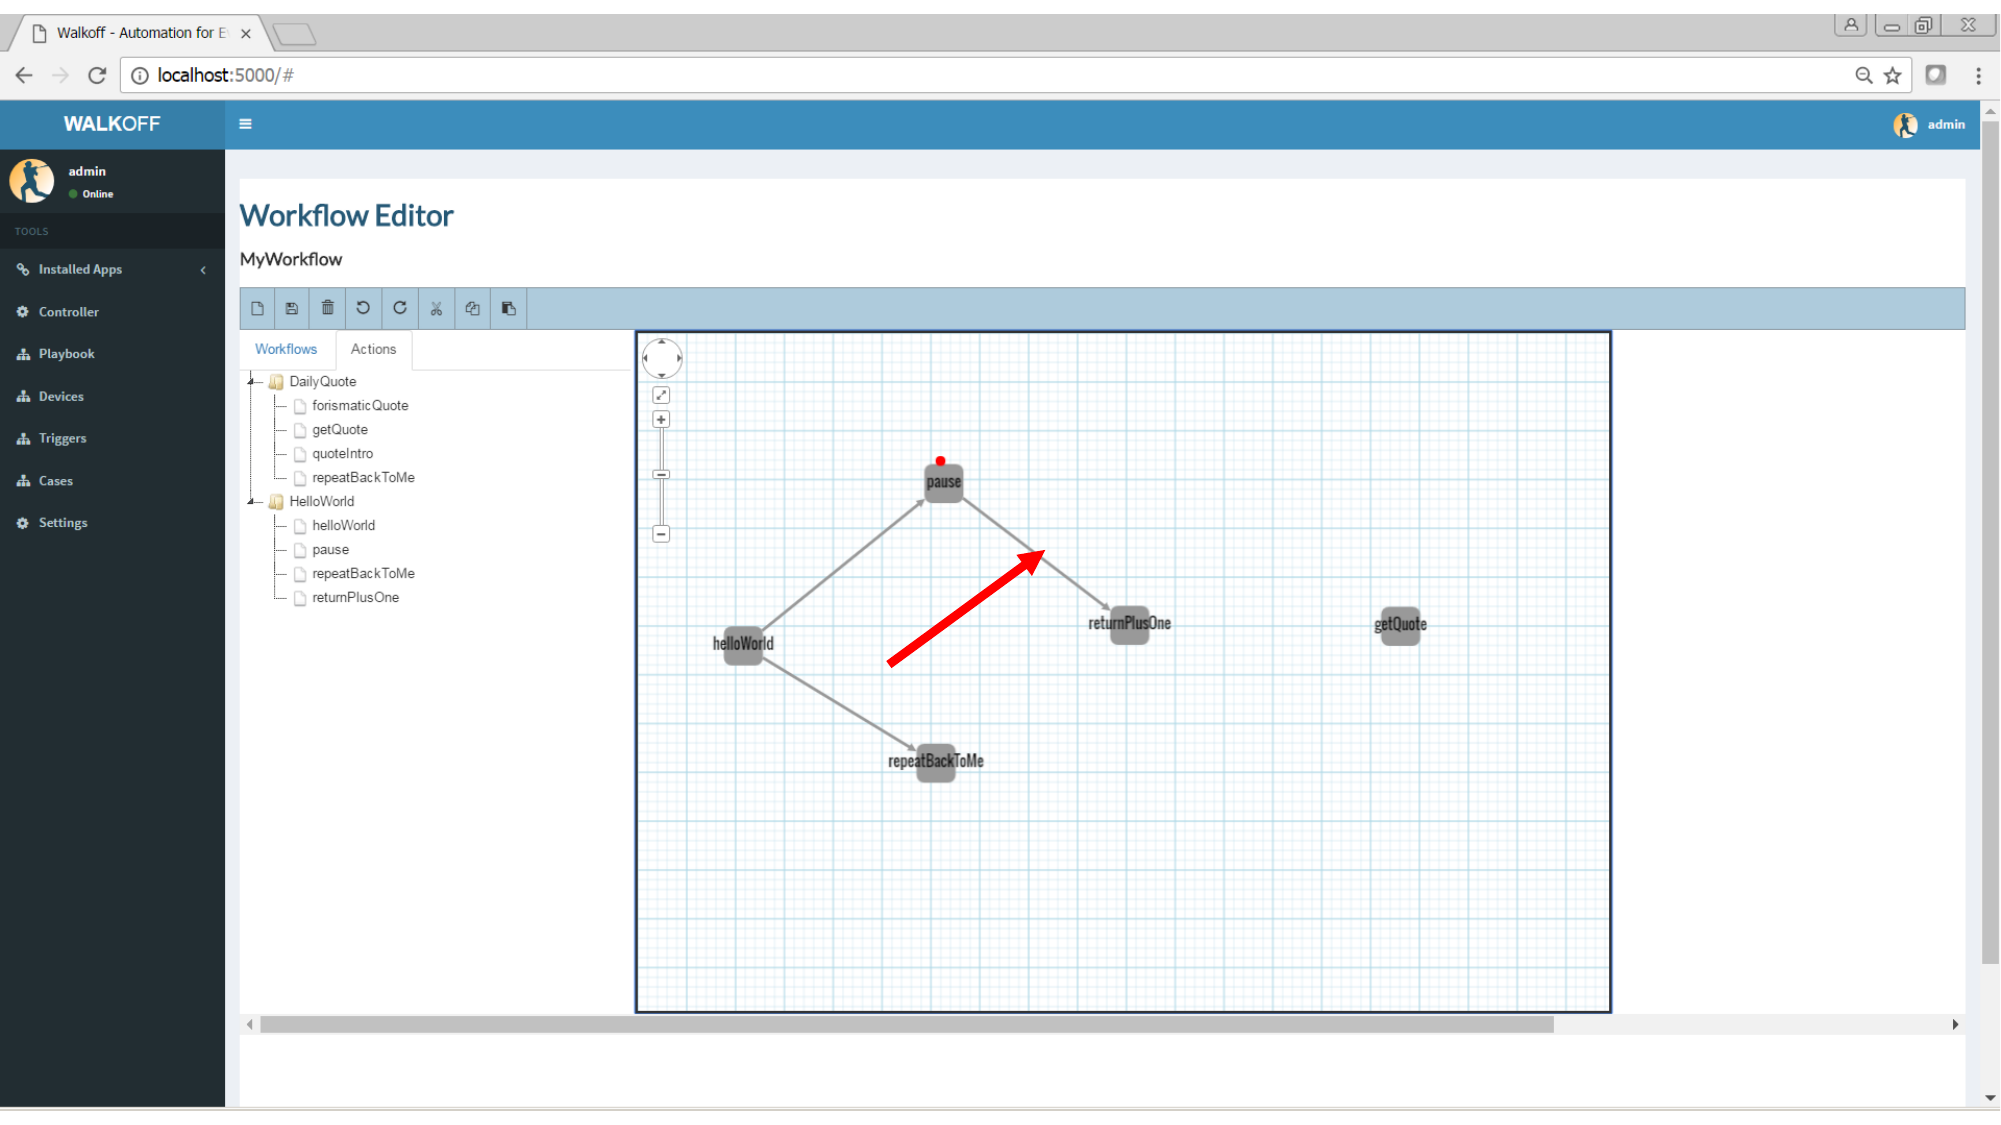 Walkoff - Automation for E
localhost:5000/#
WALKOFF
admin
admin
Online
Workflow Editor
TOOLS
MyWorkflow
Installed Apps
Controller
Playbook
Devices
Triggers
Cases
Settings
Workflows Actions
DailyQuote
forismaticQuote
getQuote
quoteIntro
repeatBackToMe
HelloWorld
helloWorld
pause
repeatBackToMe
returnPlusOne
pause
returnPlusOne
getQuote
helloWorld
repeatBackToMe